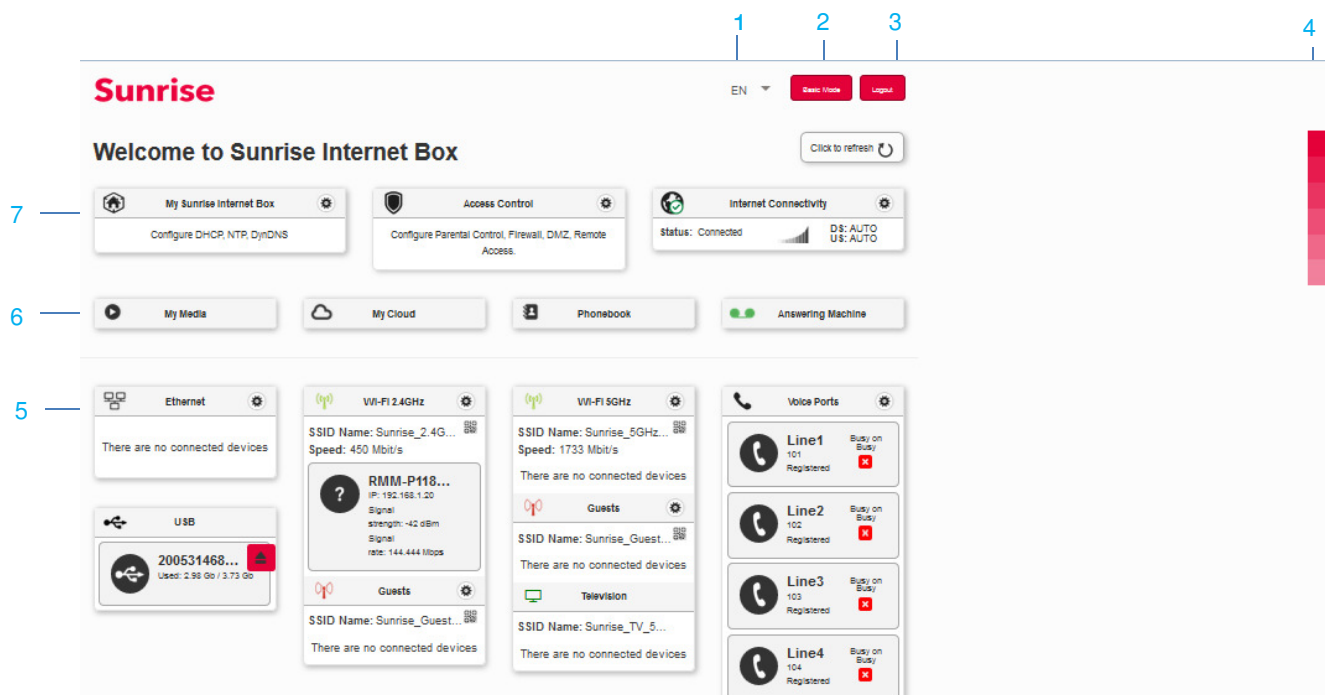 1
2
3
4
Sunrise
EN
Basic Mode
Logout
Welcome to Sunrise Internet Box
Click to refresh
7
My Sunrise Internet Box
Configure DHCP, NTP, DynDNS
Access Control
Configure Parental Control, Firewall, DMZ, Remote
Access.
Internet Connectivity
Status: Connected
DS: AUTO
US: AUTO
6
My Media
My Cloud
Phonebook
Answering Machine
5
Ethernet
There are no connected devices
USB
200531468...
Used: 2.98 Go / 3.73 Go
Wi-Fi 2.4GHz
SSID Name: Sunrise_2.4G...
Speed: 450 Mbit/s
?
RMM-P118...
IP: 192.168.1.20
Signal
strength: -42 dBm
Signal
rate: 144.444 Mbps
Guests
SSID Name: Sunrise_Guest...
There are no connected devices
Wi-Fi 5GHz
SSID Name: Sunrise_5GHz...
Speed: 1733 Mbit/s
There are no connected devices
Guests
SSID Name: Sunrise_Guest...
There are no connected devices
Television
SSID Name: Sunrise_TV_5...
There are no connected devices
Voice Ports
Line1
101
Registered
Busy on
Busy
Line2
102
Registered
Busy on
Busy
Line3
103
Registered
Busy on
Busy
Line4
104
Registered
Busy on
Busy